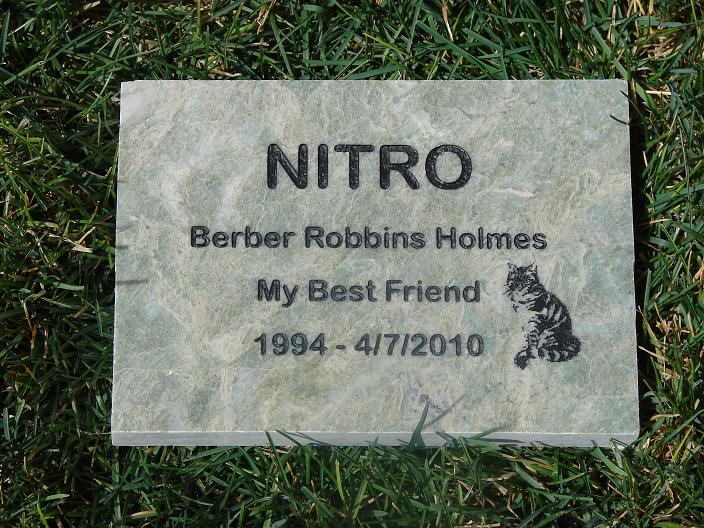 NITRO
Berber Robbins Holmes
My Best Friend
1994 - 4/7/2010